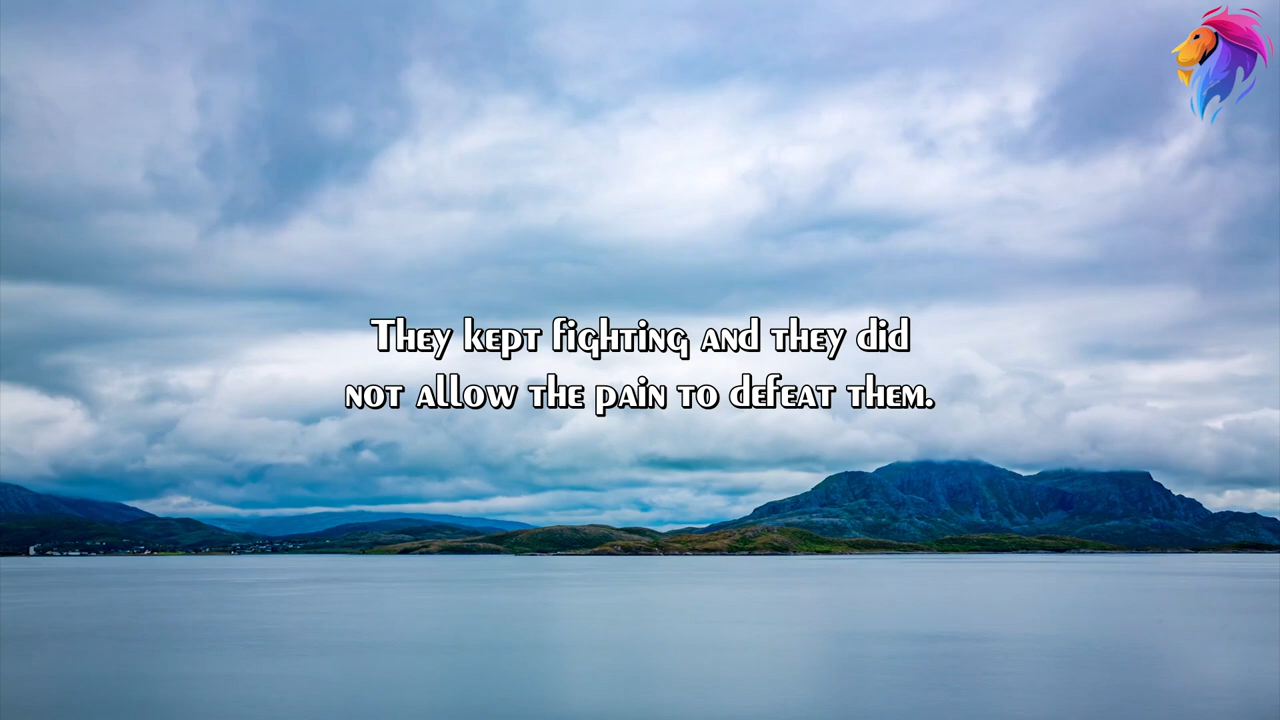 They kept fighting and they did
not allow the pain to defeat them.